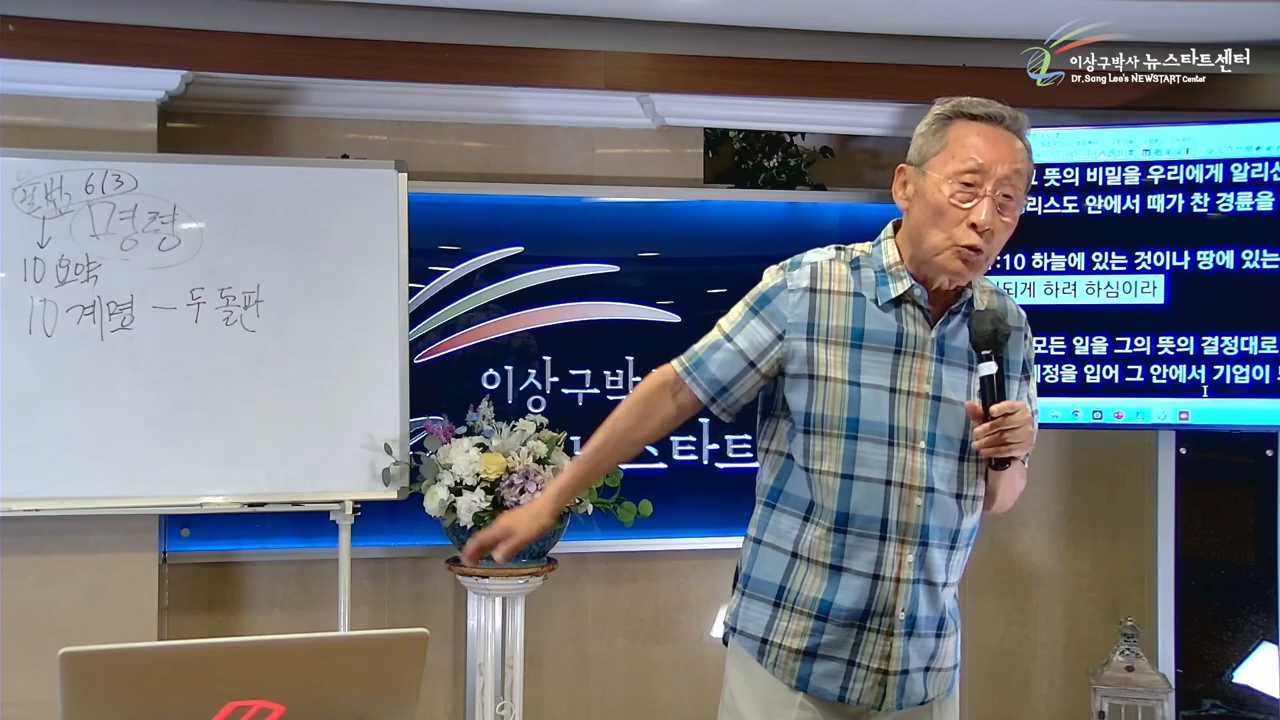 이상구박사 뉴스타트센터
Dr. Sang Lee's NEWSTART Center
율법 613
명령
10 요약
10 계명 - 두 돌판
이상구박
뉴스타트
뜻의 비밀을 우리에게 알리신
리스도 안에서 때가 찬 경륜을
:10 하늘에 있는 것이나 땅에 있는
되게 하려 하심이라
모든 일을 그의 뜻의 결정대로
예정을 입어 그 안에서 기업이